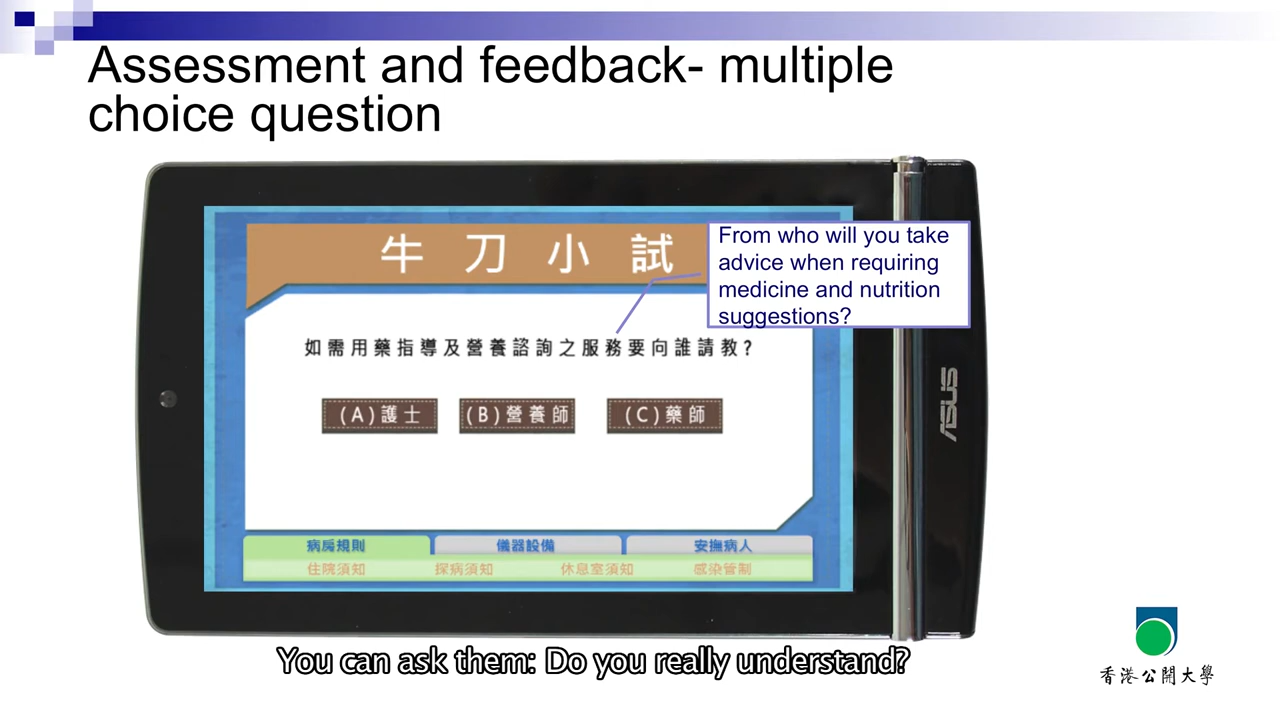 Assessment and feedback- multiple
choice question
牛刀小試
From who will you take
advice when requiring
medicine and nutrition
suggestions?
如需用藥指導及營養諮詢之服務要向誰請教?
(A)護士 (B)營養師 (C)藥師
ASUS
病房規則 儀器設備 安撫病人
住院須知 探病須知 休息室須知 感染管制
You can ask them: Do you really understand?
香港公開大學